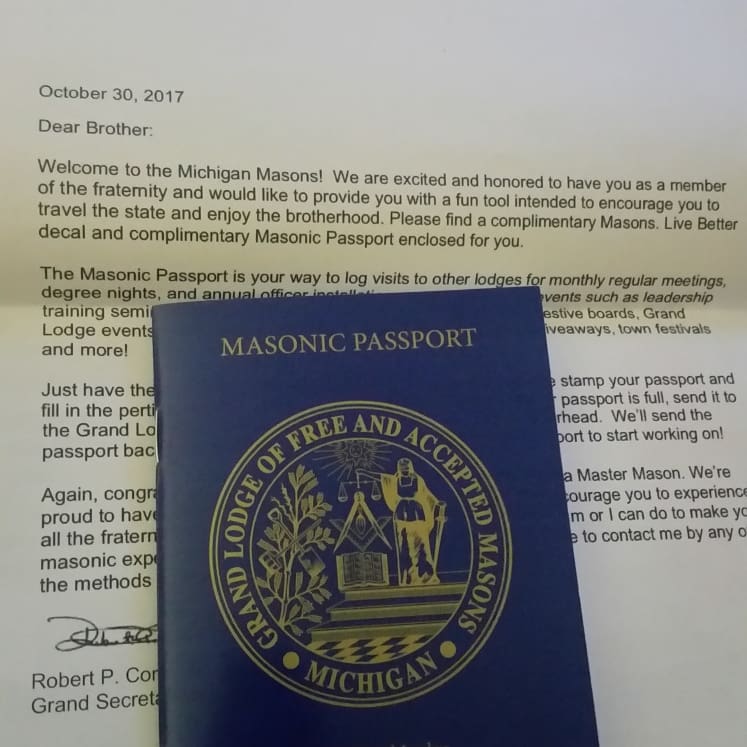 October 30, 2017
Dear Brother:
Welcome to the Michigan Masons! We are excited and honored to have you as a member
of the fraternity and would like to provide you with a fun tool intended to encourage you to
travel the state and enjoy the brotherhood. Please find a complimentary Masons. Live Better
decal and complimentary Masonic Passport enclosed for you.
The Masonic Passport is your way to log visits to other lodges for monthly regular meetings,
degree nights, and annual officer vents such as leadership
training semi estive boards, Grand
Lodge events iveaways, town festivals
and more!
Just have the stamp your passport and
fill in the perti passport is full, send it to
the Grand Lo rhead. We'll send the
passport bac port to start working on!
Again, congra a Master Mason. We're
proud to have courage you to experience
all the fratern m or I can do to make yo
masonic expe to contact me by any o
the methods
Robert P. Con
Grand Secreta
MASONIC PASSPORT
GRAND LODGE OF FREE AND ACCEPTED MASONS
MICHIGAN